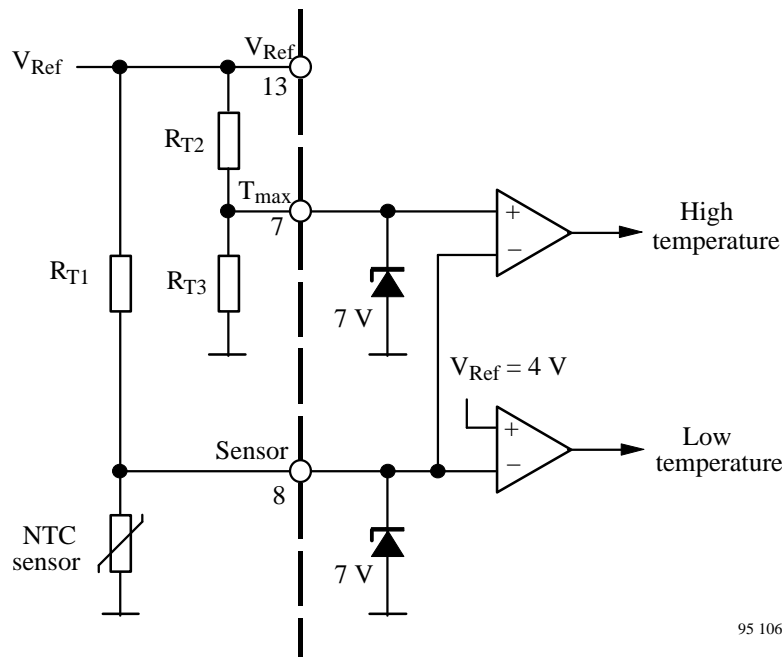 V_Ref
V_Ref
13
R_T2
T_max
7
High
temperature
R_T1
R_T3
7 V
V_Ref = 4 V
Sensor
8
Low
temperature
NTC
sensor
7 V
+
−
+
−
95 106